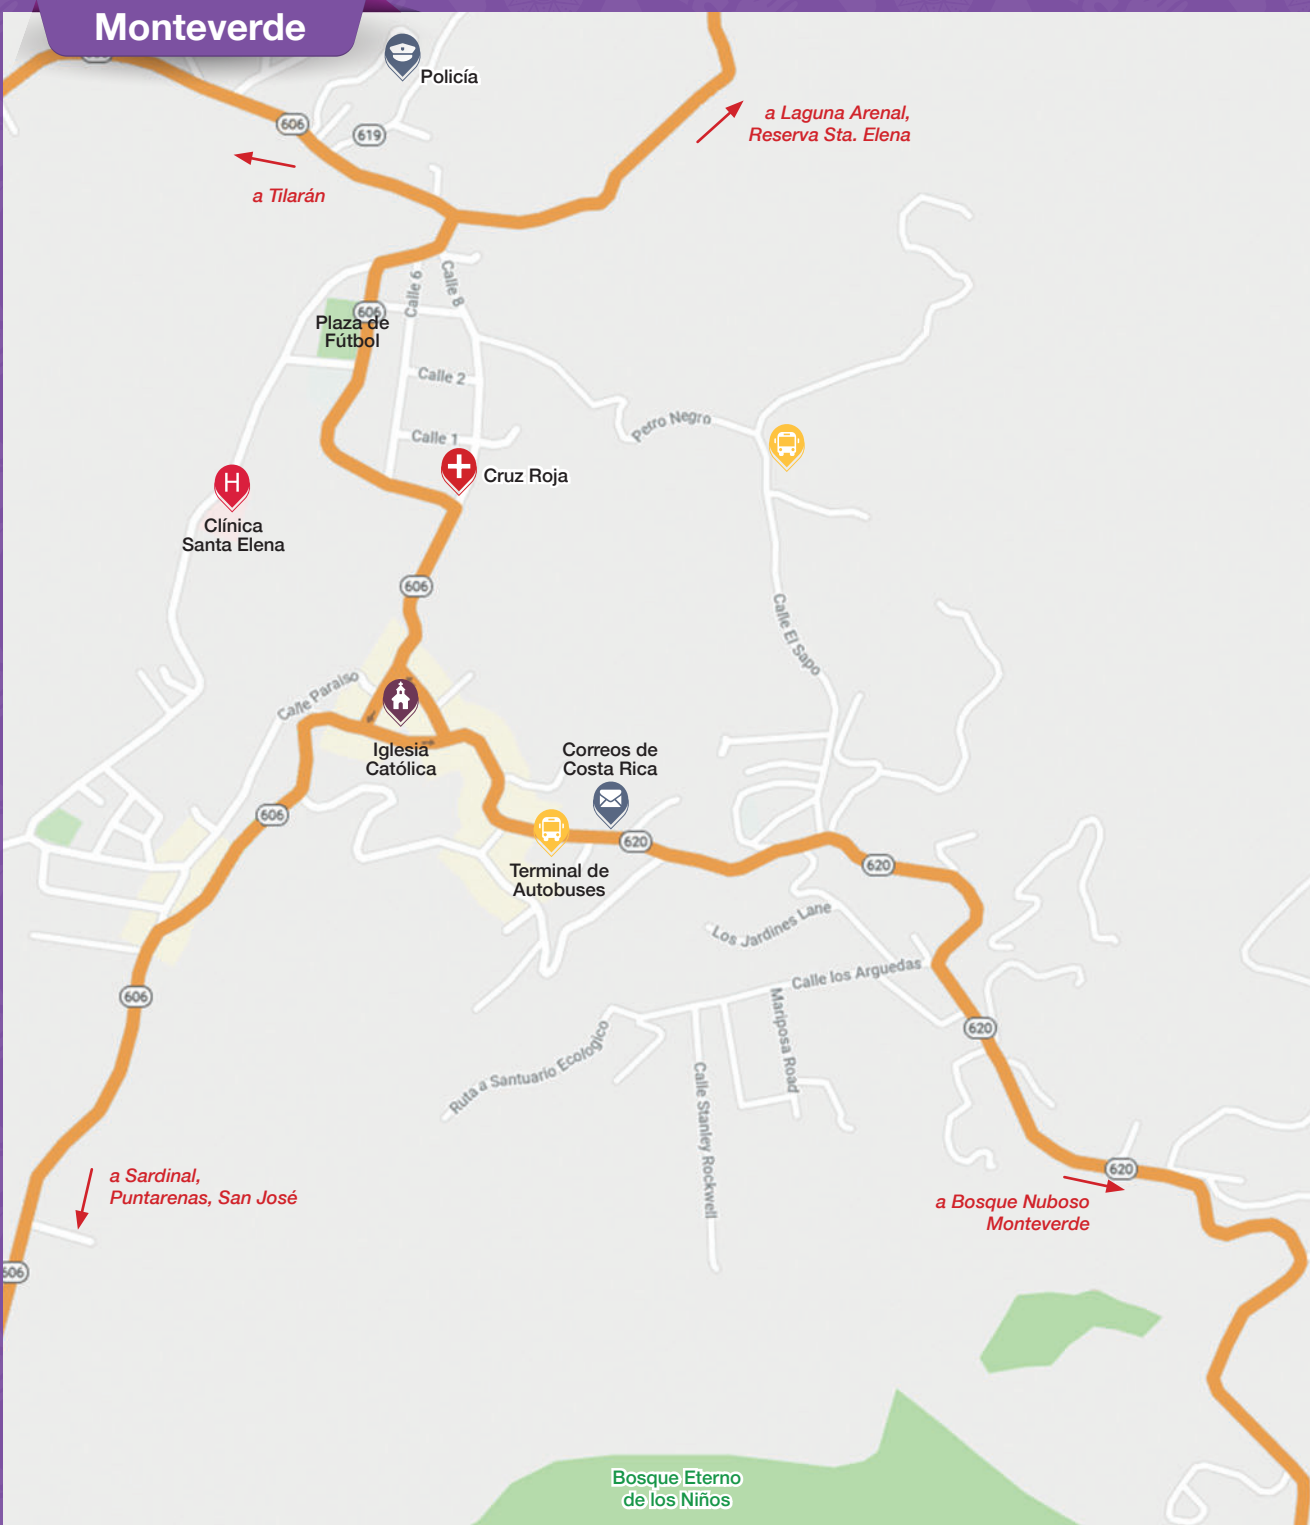 Monteverde
Policía
606
619
a Laguna Arenal,
Reserva Sta. Elena
a Tilarán
Calle 6
Calle 8
606
Plaza de
Fútbol
Calle 2
Perro Negro
Calle 1
Cruz Roja
H
Clínica
Santa Elena
606
Calle El Sapo
Calle Paraiso
Iglesia
Católica
Correos de
Costa Rica
606
620
620
Terminal de
Autobuses
Los Jardines Lane
Calle los Arguedas
606
Mariposa Road
620
Ruta a Santuario Ecologico
Calle Stanley Rockwell
a Sardinal,
Puntarenas, San José
620
a Bosque Nuboso
Monteverde
606
Bosque Eterno
de los Niños